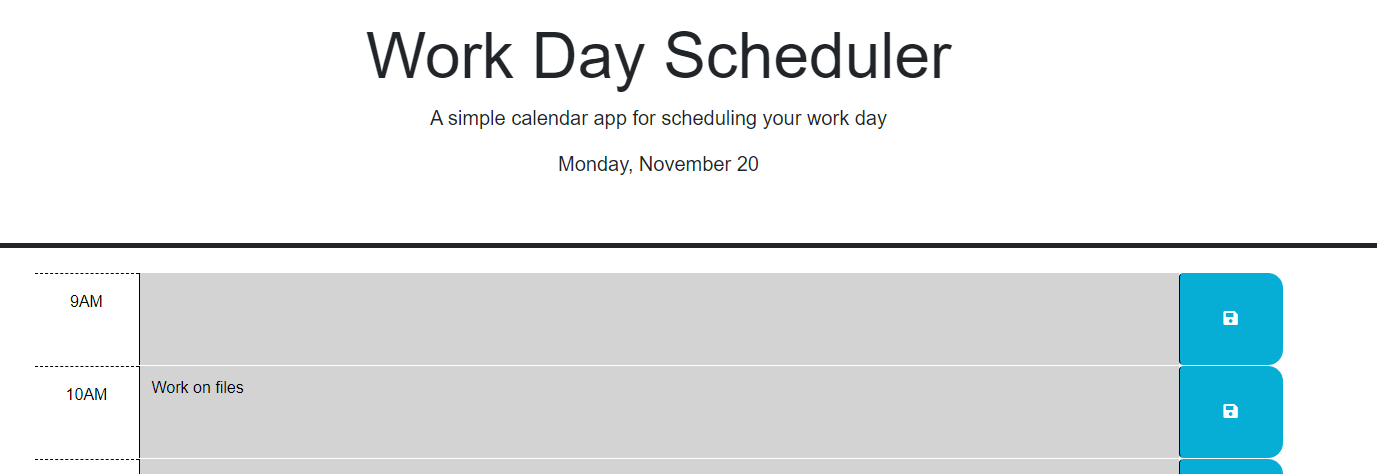 Work Day Scheduler
A simple calendar app for scheduling your work day
Monday, November 20
9AM
10AM
Work on files